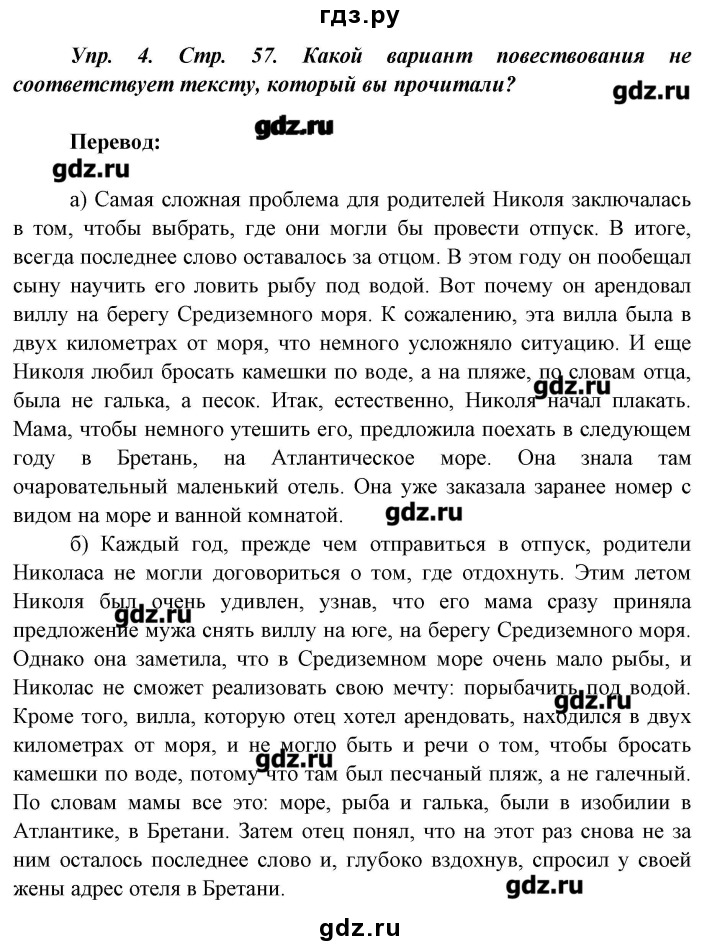 гдз.ру
Упр. 4. Стр. 57. Какой вариант повествования не
соответствует тексту, который вы прочитали?
gdz.ru
gdz.ru
Перевод:
gdz.ru
а) Самая сложная проблема для родителей Николя заключалась
в том, чтобы выбрать, где они могли бы провести отпуск. В итоге,
всегда последнее слово оставалось за отцом. В этом году он пообещал
сыну научить его ловить рыбу под водой. Вот почему он арендовал
виллу на берегу Средиземного моря. К сожалению, эта вилла была в
двух километрах от моря, что немного усложняло ситуацию. И еще
Николя любил бросать камешки по воде, а на пляже, по словам отца,
gdz.ru
была не галька, а песок. Итак, естественно, Николя начал плакать.
Мама, чтобы немного утешить его, предложила поехать в следующем
году в Бретань, на Атлантическое море. Она знала там
очаровательный маленький отель. Она уже заказала заранее номер с
видом на море и ванной комнатой.
gdz.ru
б) Каждый год, прежде чем отправиться в отпуск, родители
Николаса не могли договориться о том, где отдохнуть. Этим летом
Николя был очень удивлен, узнав, что его мама сразу приняла
gdz.ru
предложение мужа снять виллу на юге, на берегу Средиземного моря.
Однако она заметила, что в Средиземном море очень мало рыбы, и
Николас не сможет реализовать свою мечту: порыбачить под водой.
gdz.ru
Кроме того, вилла, которую отец хотел арендовать, находился в двух
километрах от моря, и не могло быть и речи о том, чтобы бросать
gdz.ru
камешки по воде, потому что там был песчаный пляж, а не галечный.
По словам мамы все это: море, рыба и галька, были в изобилии в
Атлантике, в Бретани. Затем отец понял, что на этот раз снова не за
ним осталось последнее слово и, глубоко вздохнув, спросил у своей
жены адрес отеля в Бретани.
gdz.ru
gdz.ru